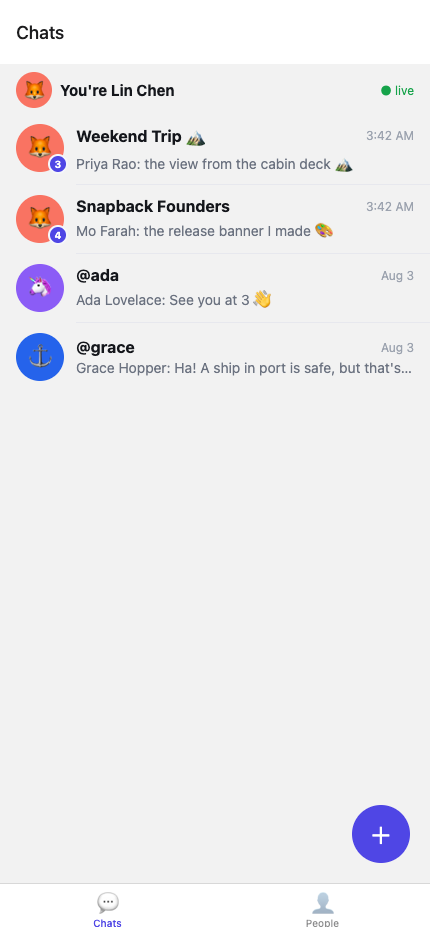 Chats
You're Lin Chen
live
Weekend Trip 🏔️
3:42 AM
3
Priya Rao: the view from the cabin deck 🏔️
Snapback Founders
3:42 AM
4
Mo Farah: the release banner I made 🎨
@ada
Aug 3
Ada Lovelace: See you at 3 👋
@grace
Aug 3
Grace Hopper: Ha! A ship in port is safe, but that's...
+
Chats
People